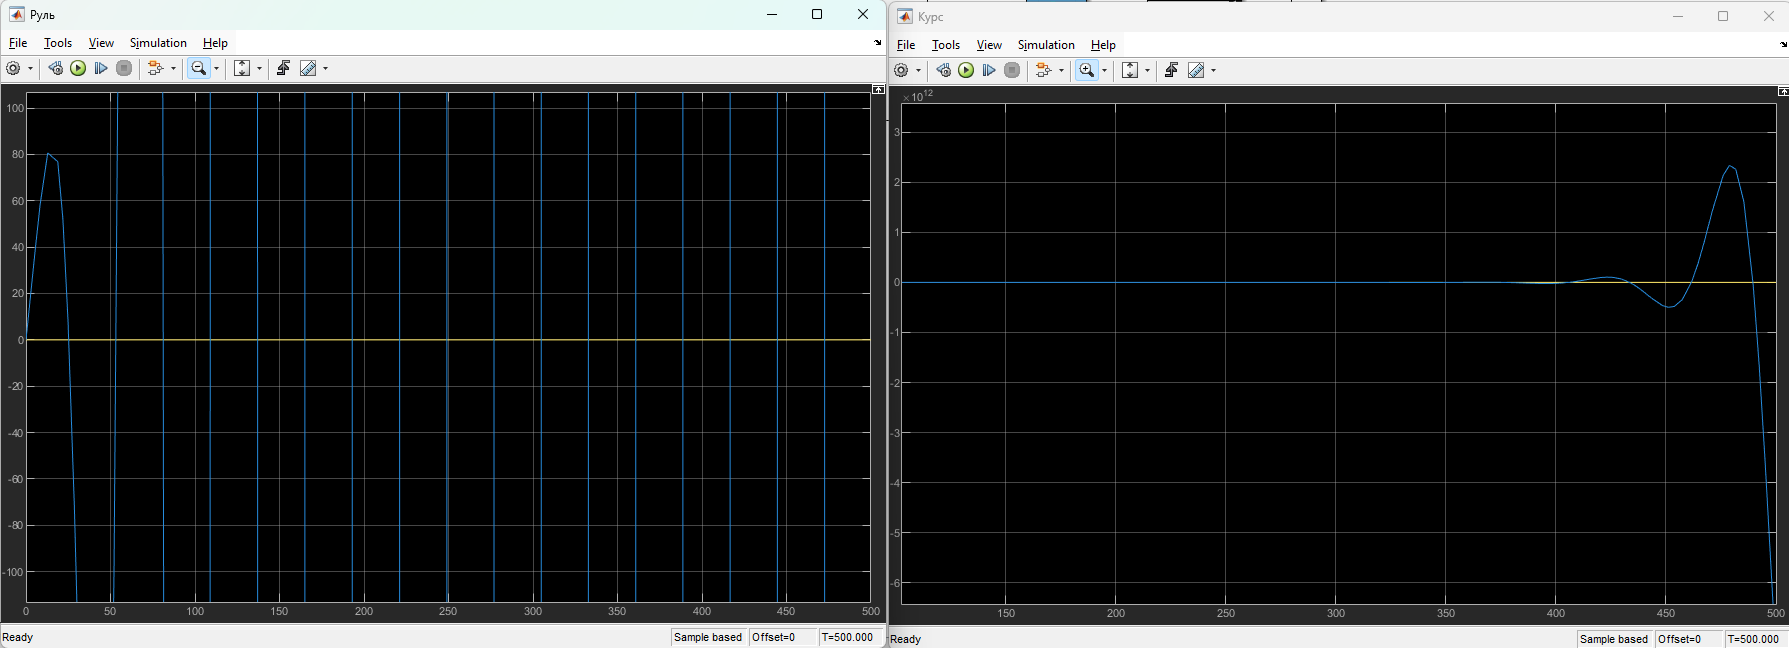 Руль
File Tools View Simulation Help
100
80
60
40
20
0
-20
-40
-60
-80
-100
0 50 100 150 200 250 300 350 400 450 500
Ready Sample based Offset=0 T=500.000
Курс
File Tools View Simulation Help
×10^12
3
2
1
0
-1
-2
-3
-4
-5
-6
150 200 250 300 350 400 450 500
Ready Sample based Offset=0 T=500.000